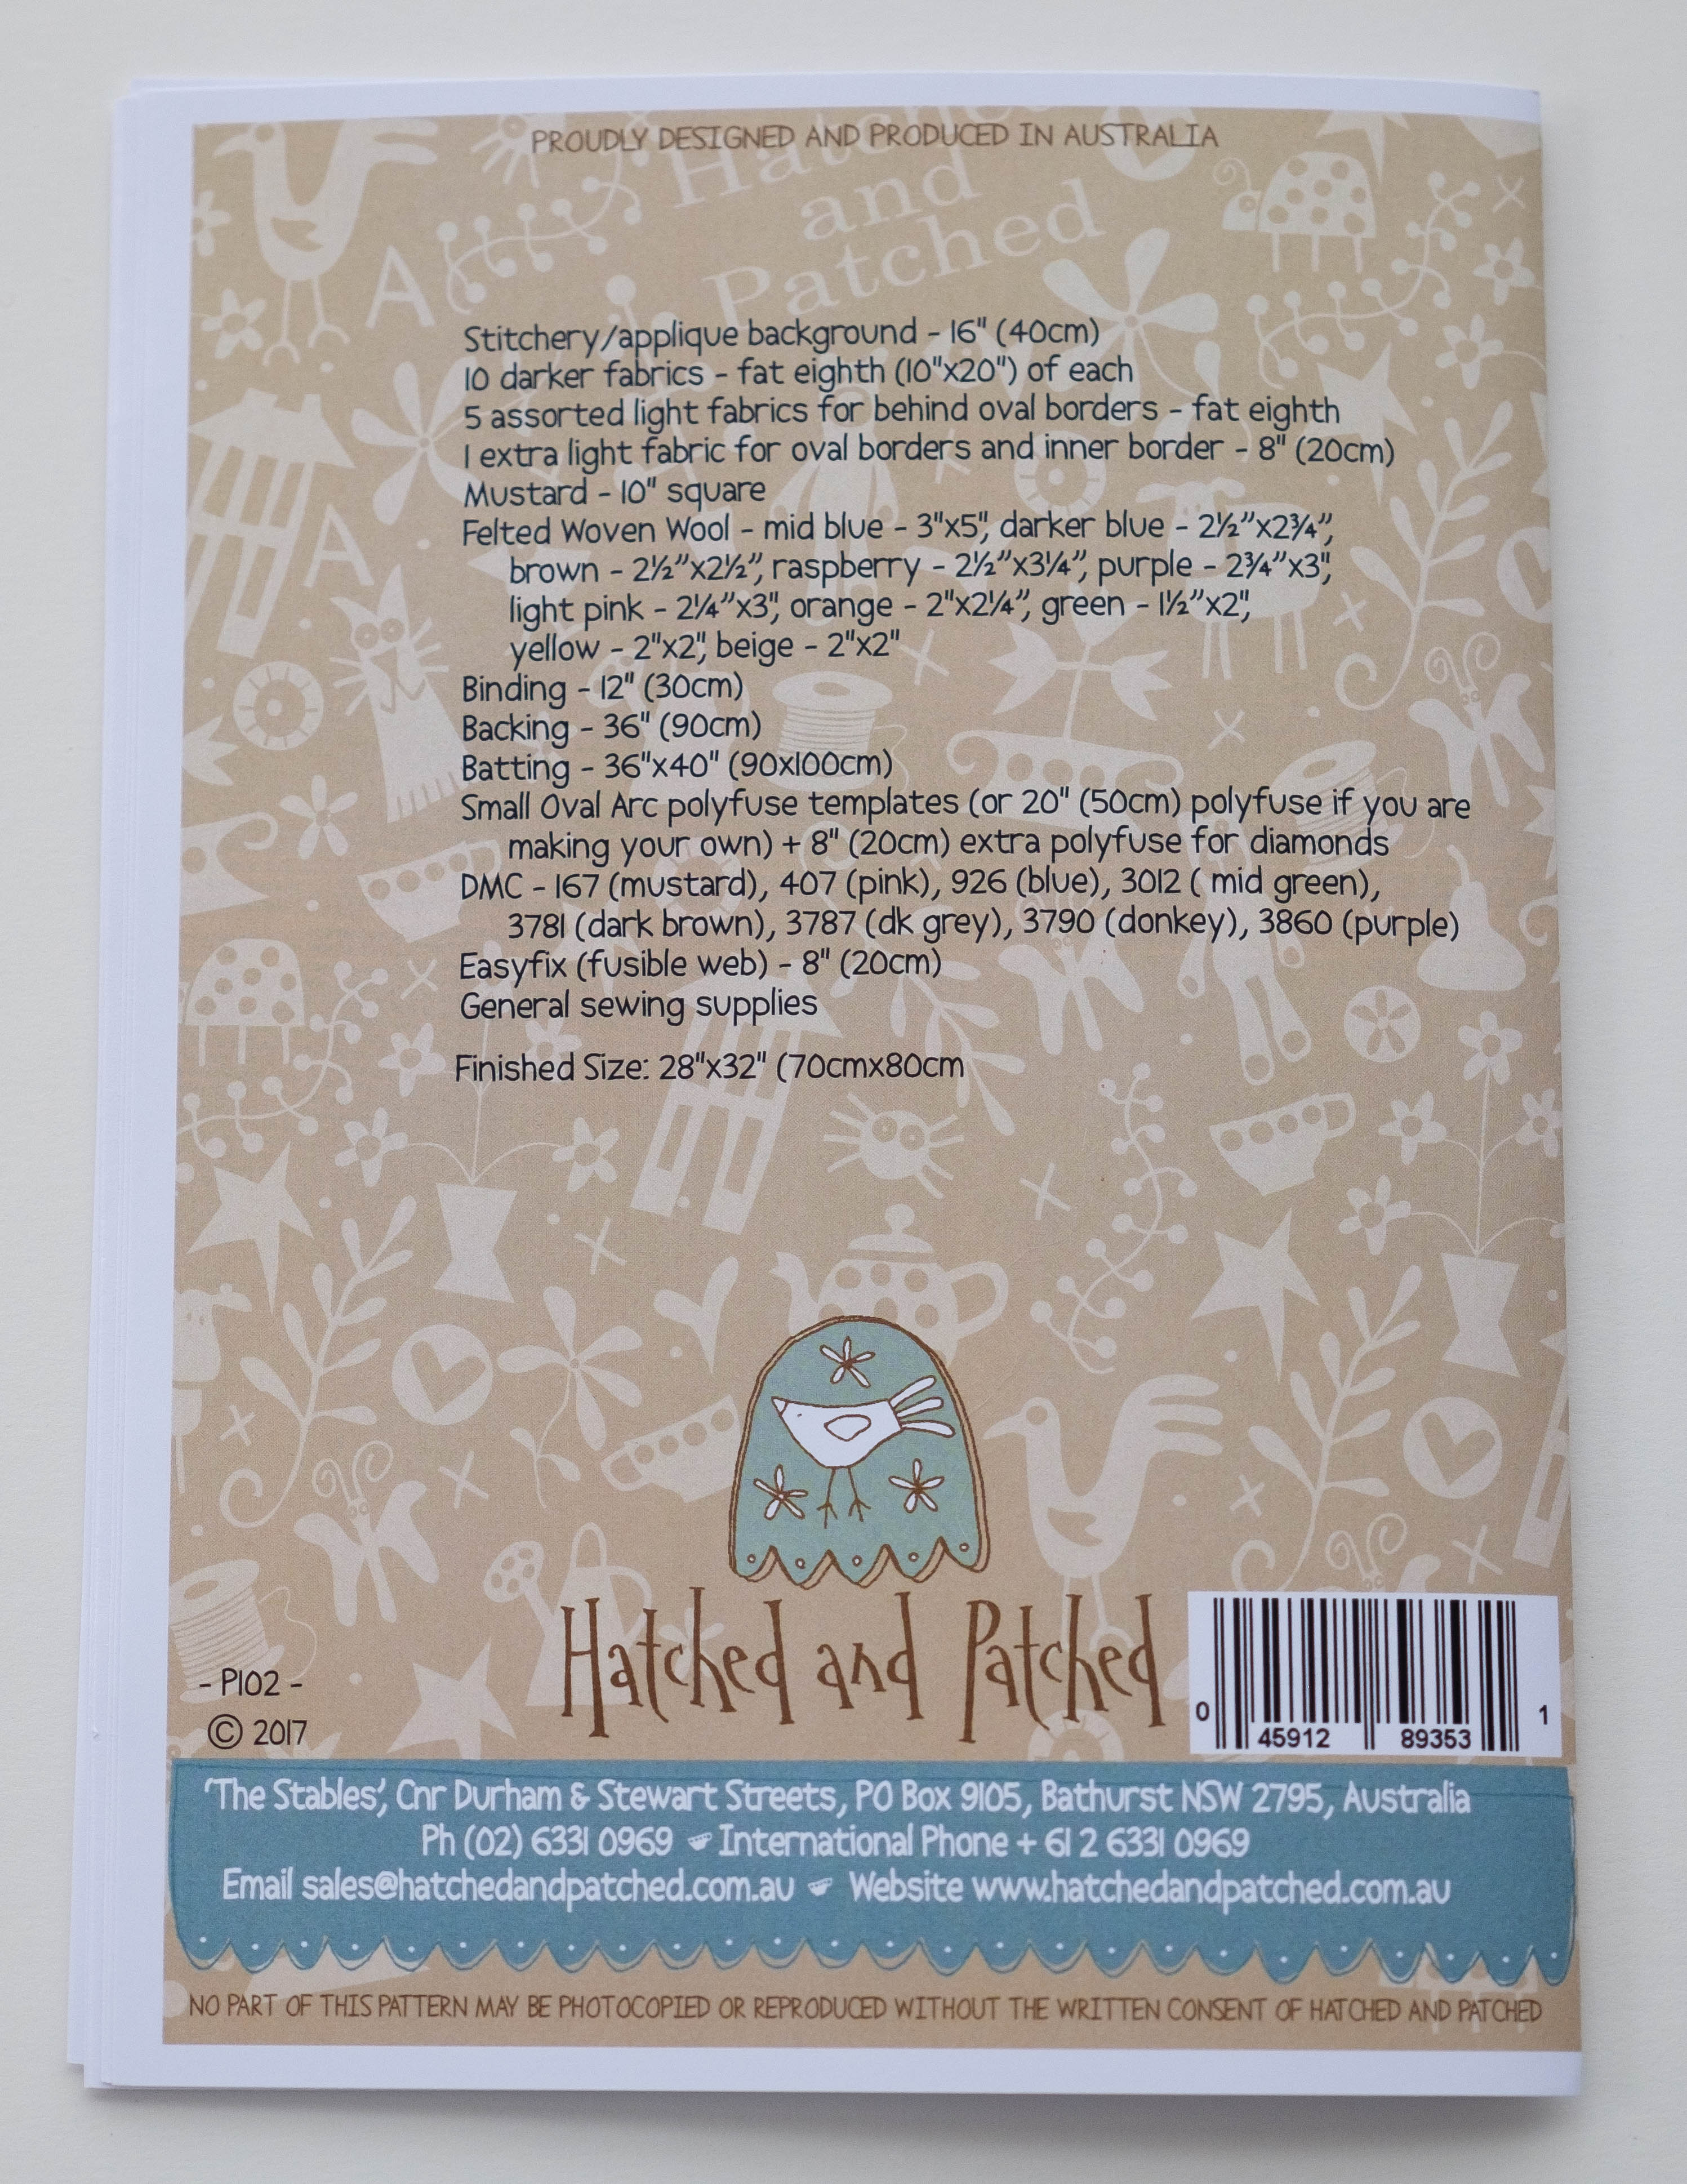 PROUDLY DESIGNED AND PRODUCED IN AUSTRALIA
Hatched
and
Patched
A
A
Stitchery/applique background - 16" (40cm)
10 darker fabrics - fat eighth (10"x20") of each
5 assorted light fabrics for behind oval borders - fat eighth
1 extra light fabric for oval borders and inner border - 8" (20cm)
Mustard - 10" square
Felted Woven Wool - mid blue - 3"x5", darker blue - 2½"x2¾",
brown - 2½"x2½", raspberry - 2½"x3¼", purple - 2¾"x3",
light pink - 2¼"x3", orange - 2"x2¼", green - 1½"x2",
yellow - 2"x2", beige - 2"x2"
Binding - 12" (30cm)
Backing - 36" (90cm)
Batting - 36"x40" (90x100cm)
Small Oval Arc polyfuse templates (or 20" (50cm) polyfuse if you are
making your own) + 8" (20cm) extra polyfuse for diamonds
DMC - 167 (mustard), 407 (pink), 926 (blue), 3012 ( mid green),
3781 (dark brown), 3787 (dk grey), 3790 (donkey), 3860 (purple)
Easyfix (fusible web) - 8" (20cm)
General sewing supplies
Finished Size: 28"x32" (70cmx80cm
Hatched and Patched
- P102 -
© 2017
0 45912 89353 1
'The Stables', Cnr Durham & Stewart Streets, PO Box 9105, Bathurst NSW 2795, Australia
Ph (02) 6331 0969 International Phone + 61 2 6331 0969
Email sales@hatchedandpatched.com.au Website www.hatchedandpatched.com.au
NO PART OF THIS PATTERN MAY BE PHOTOCOPIED OR REPRODUCED WITHOUT THE WRITTEN CONSENT OF HATCHED AND PATCHED